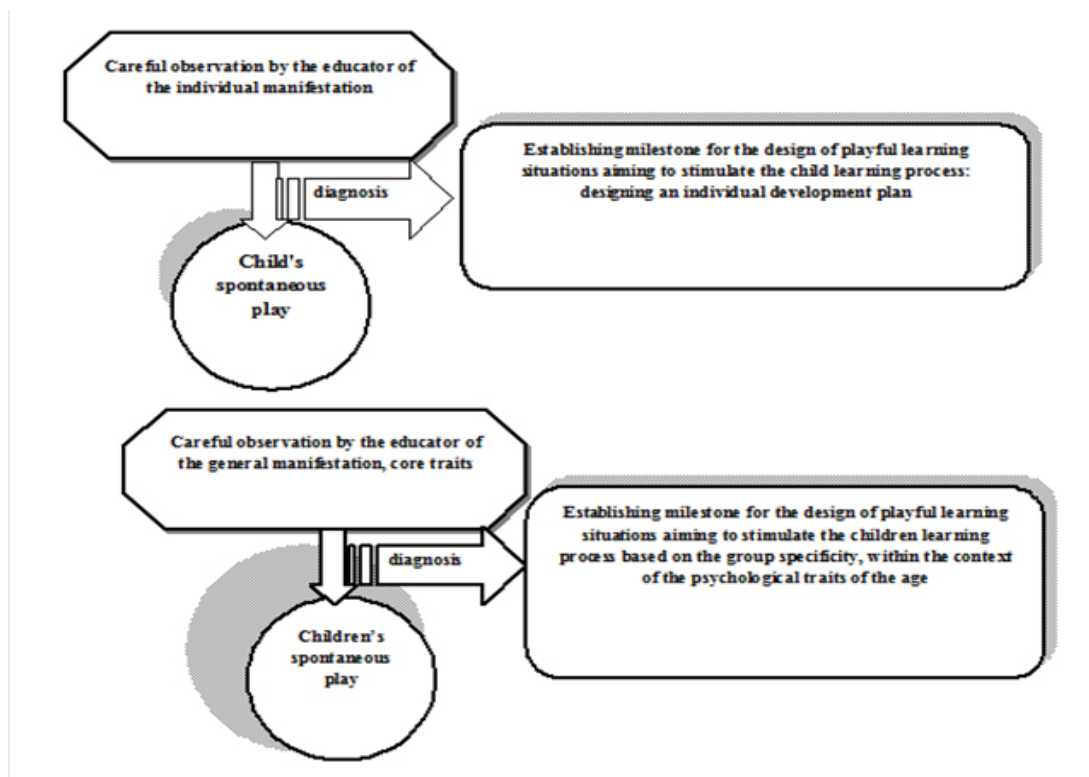 Careful observation by the educator of
the individual manifestation
Establishing milestone for the design of playful learning
situations aiming to stimulate the child learning process:
designing an individual development plan
diagnosis
Child's
spontaneous
play
Careful observation by the educator of
the general manifestation, core traits
Establishing milestone for the design of playful learning
situations aiming to stimulate the children learning
process based on the group specificity, within the context
of the psychological traits of the age
diagnosis
Children’s
spontaneous
play